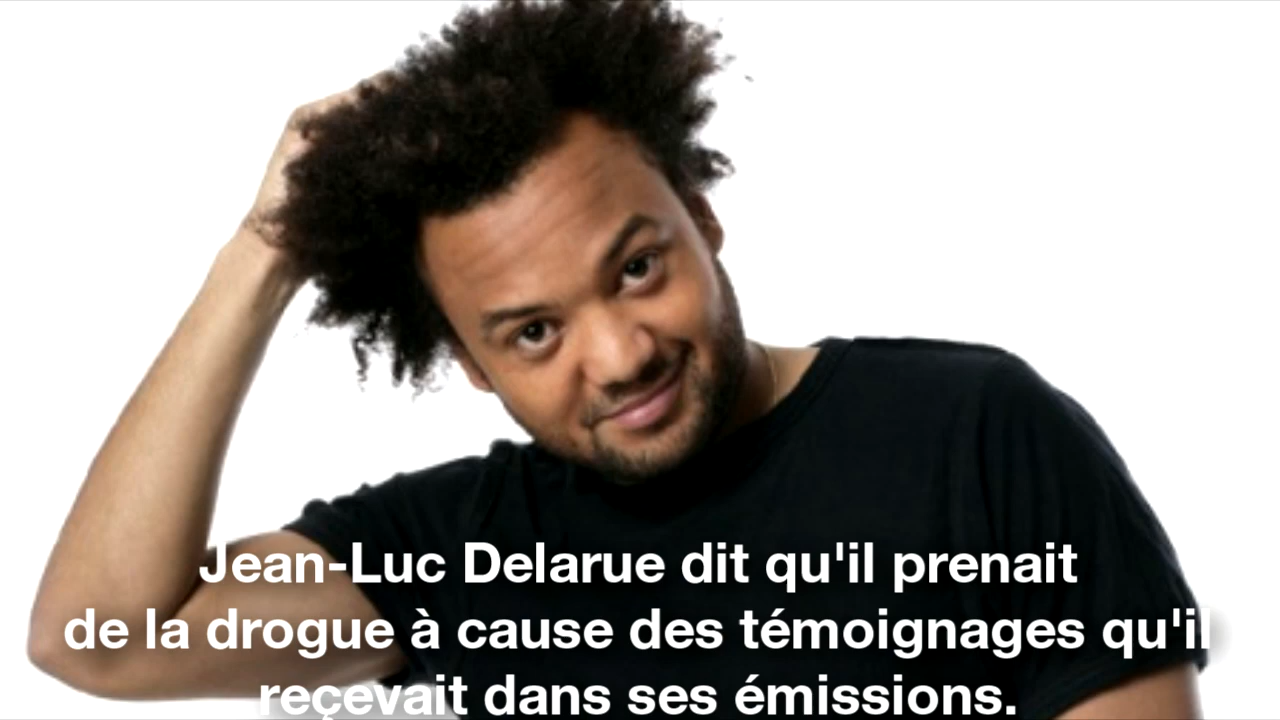 Jean-Luc Delarue dit qu'il prenait
de la drogue à cause des témoignages qu'il
reçevait dans ses émissions.